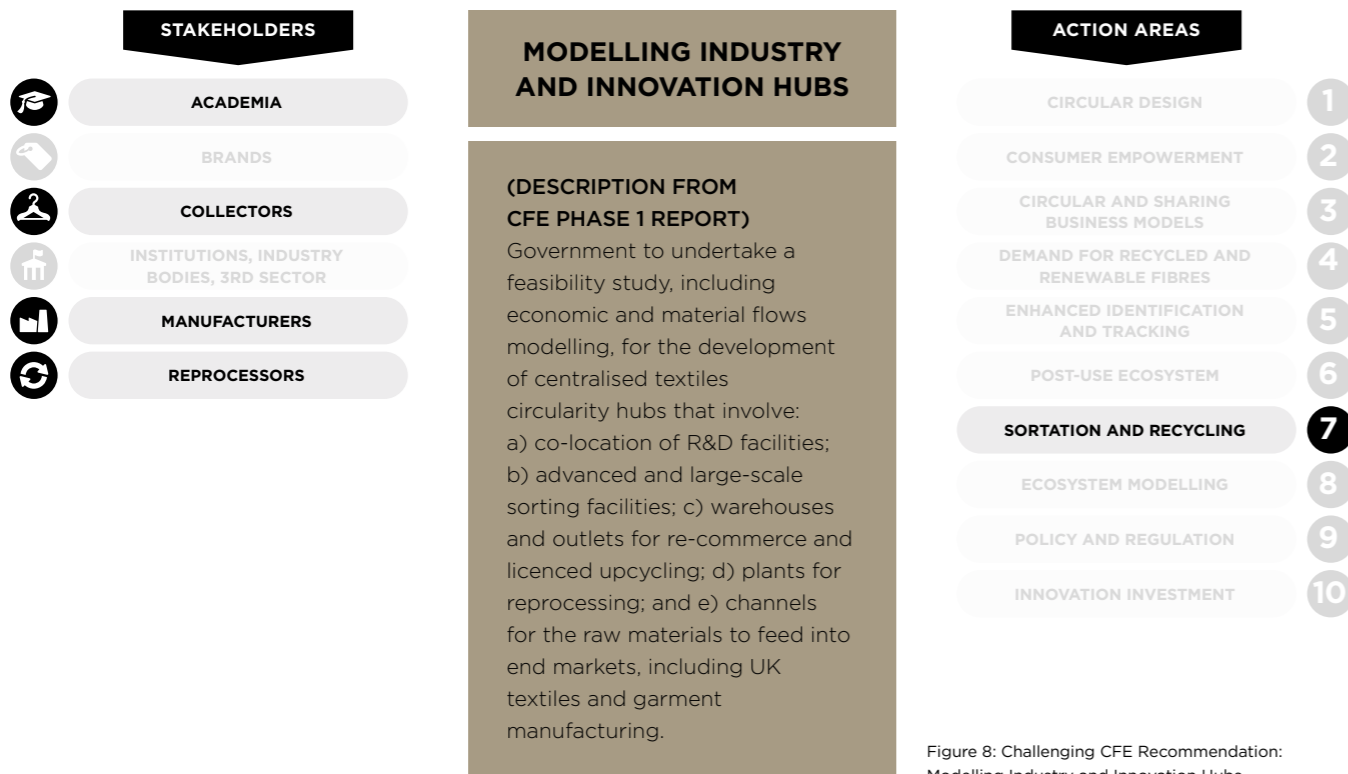 STAKEHOLDERS
ACADEMIA
BRANDS
COLLECTORS
INSTITUTIONS, INDUSTRY
BODIES, 3RD SECTOR
MANUFACTURERS
REPROCESSORS
MODELLING INDUSTRY
AND INNOVATION HUBS
(DESCRIPTION FROM
CFE PHASE 1 REPORT)
Government to undertake a
feasibility study, including
economic and material flows
modelling, for the development
of centralised textiles
circularity hubs that involve:
a) co-location of R&D facilities;
b) advanced and large-scale
sorting facilities; c) warehouses
and outlets for re-commerce and
licenced upcycling; d) plants for
reprocessing; and e) channels
for the raw materials to feed into
end markets, including UK
textiles and garment
manufacturing.
ACTION AREAS
CIRCULAR DESIGN 1
CONSUMER EMPOWERMENT 2
CIRCULAR AND SHARING
BUSINESS MODELS 3
DEMAND FOR RECYCLED AND
RENEWABLE FIBRES 4
ENHANCED IDENTIFICATION
AND TRACKING 5
POST-USE ECOSYSTEM 6
SORTATION AND RECYCLING 7
ECOSYSTEM MODELLING 8
POLICY AND REGULATION 9
INNOVATION INVESTMENT 10
Figure 8: Challenging CFE Recommendation:
Modelling Industry and Innovation Hubs